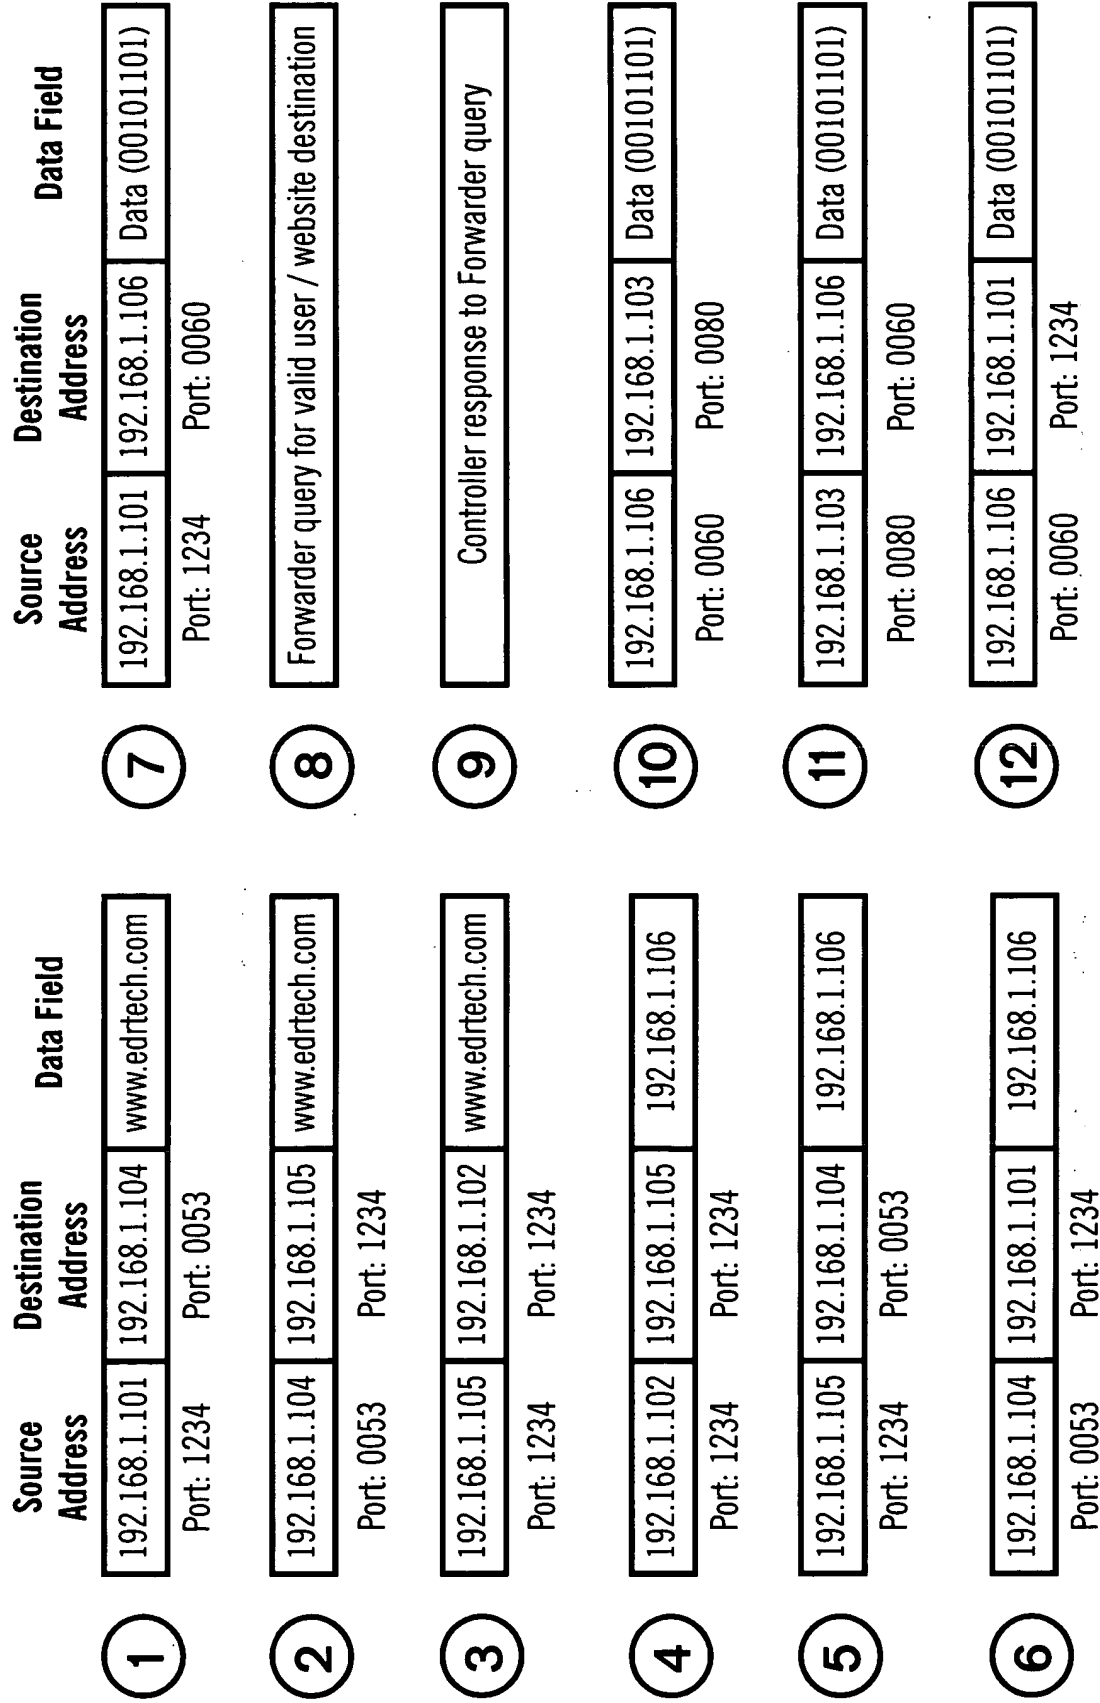 Source Address
Destination Address
Data Field
1
192.168.1.101
192.168.1.104
www.edrtech.com
Port: 1234
Port: 0053
2
192.168.1.104
192.168.1.105
www.edrtech.com
Port: 0053
Port: 1234
3
192.168.1.105
192.168.1.102
www.edrtech.com
Port: 1234
Port: 1234
4
192.168.1.102
192.168.1.105
192.168.1.106
Port: 1234
Port: 1234
5
192.168.1.105
192.168.1.104
192.168.1.106
Port: 1234
Port: 0053
6
192.168.1.104
192.168.1.101
192.168.1.106
Port: 0053
Port: 1234
Source Address
Destination Address
Data Field
7
192.168.1.101
192.168.1.106
Data (00101101)
Port: 1234
Port: 0060
8
Forwarder query for valid user / website destination
9
Controller response to Forwarder query
10
192.168.1.106
192.168.1.103
Data (00101101)
Port: 0060
Port: 0080
11
192.168.1.103
192.168.1.106
Data (00101101)
Port: 0080
Port: 0060
12
192.168.1.106
192.168.1.101
Data (00101101)
Port: 0060
Port: 1234